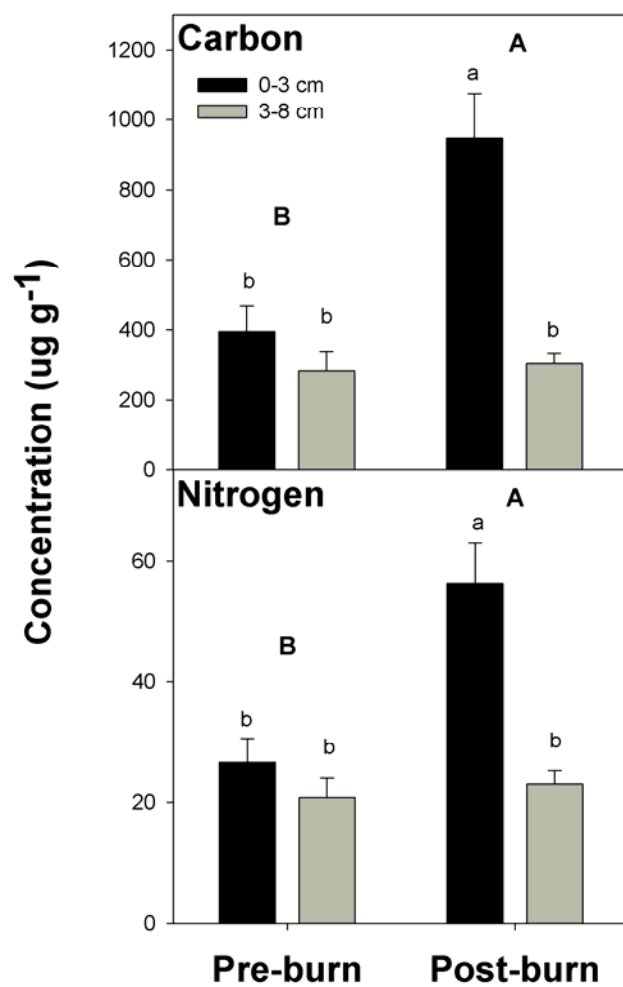 Concentration (ug g-1)
Carbon
A
0-3 cm
3-8 cm
a
B
b
b
b
1200
1000
800
600
400
200
0
Nitrogen
A
a
B
b
b
b
60
40
20
0
Pre-burn Post-burn